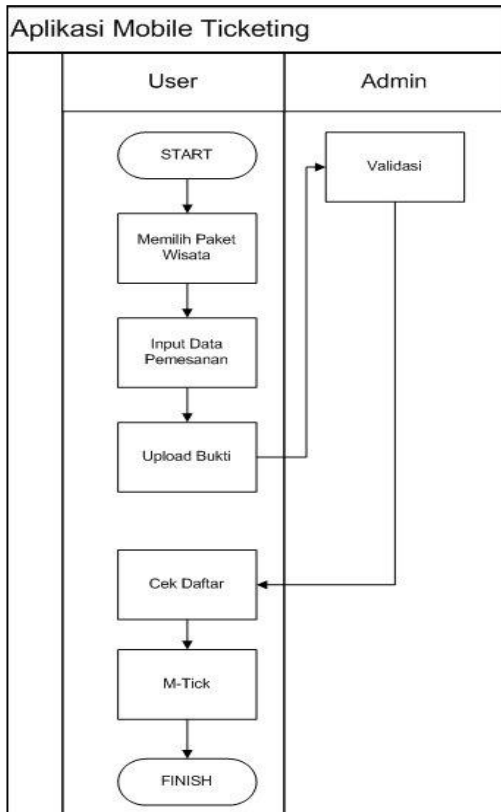 Aplikasi Mobile Ticketing
User
Admin
START
Validasi
Memilih Paket
Wisata
Input Data
Pemesanan
Upload Bukti
Cek Daftar
M-Tick
FINISH